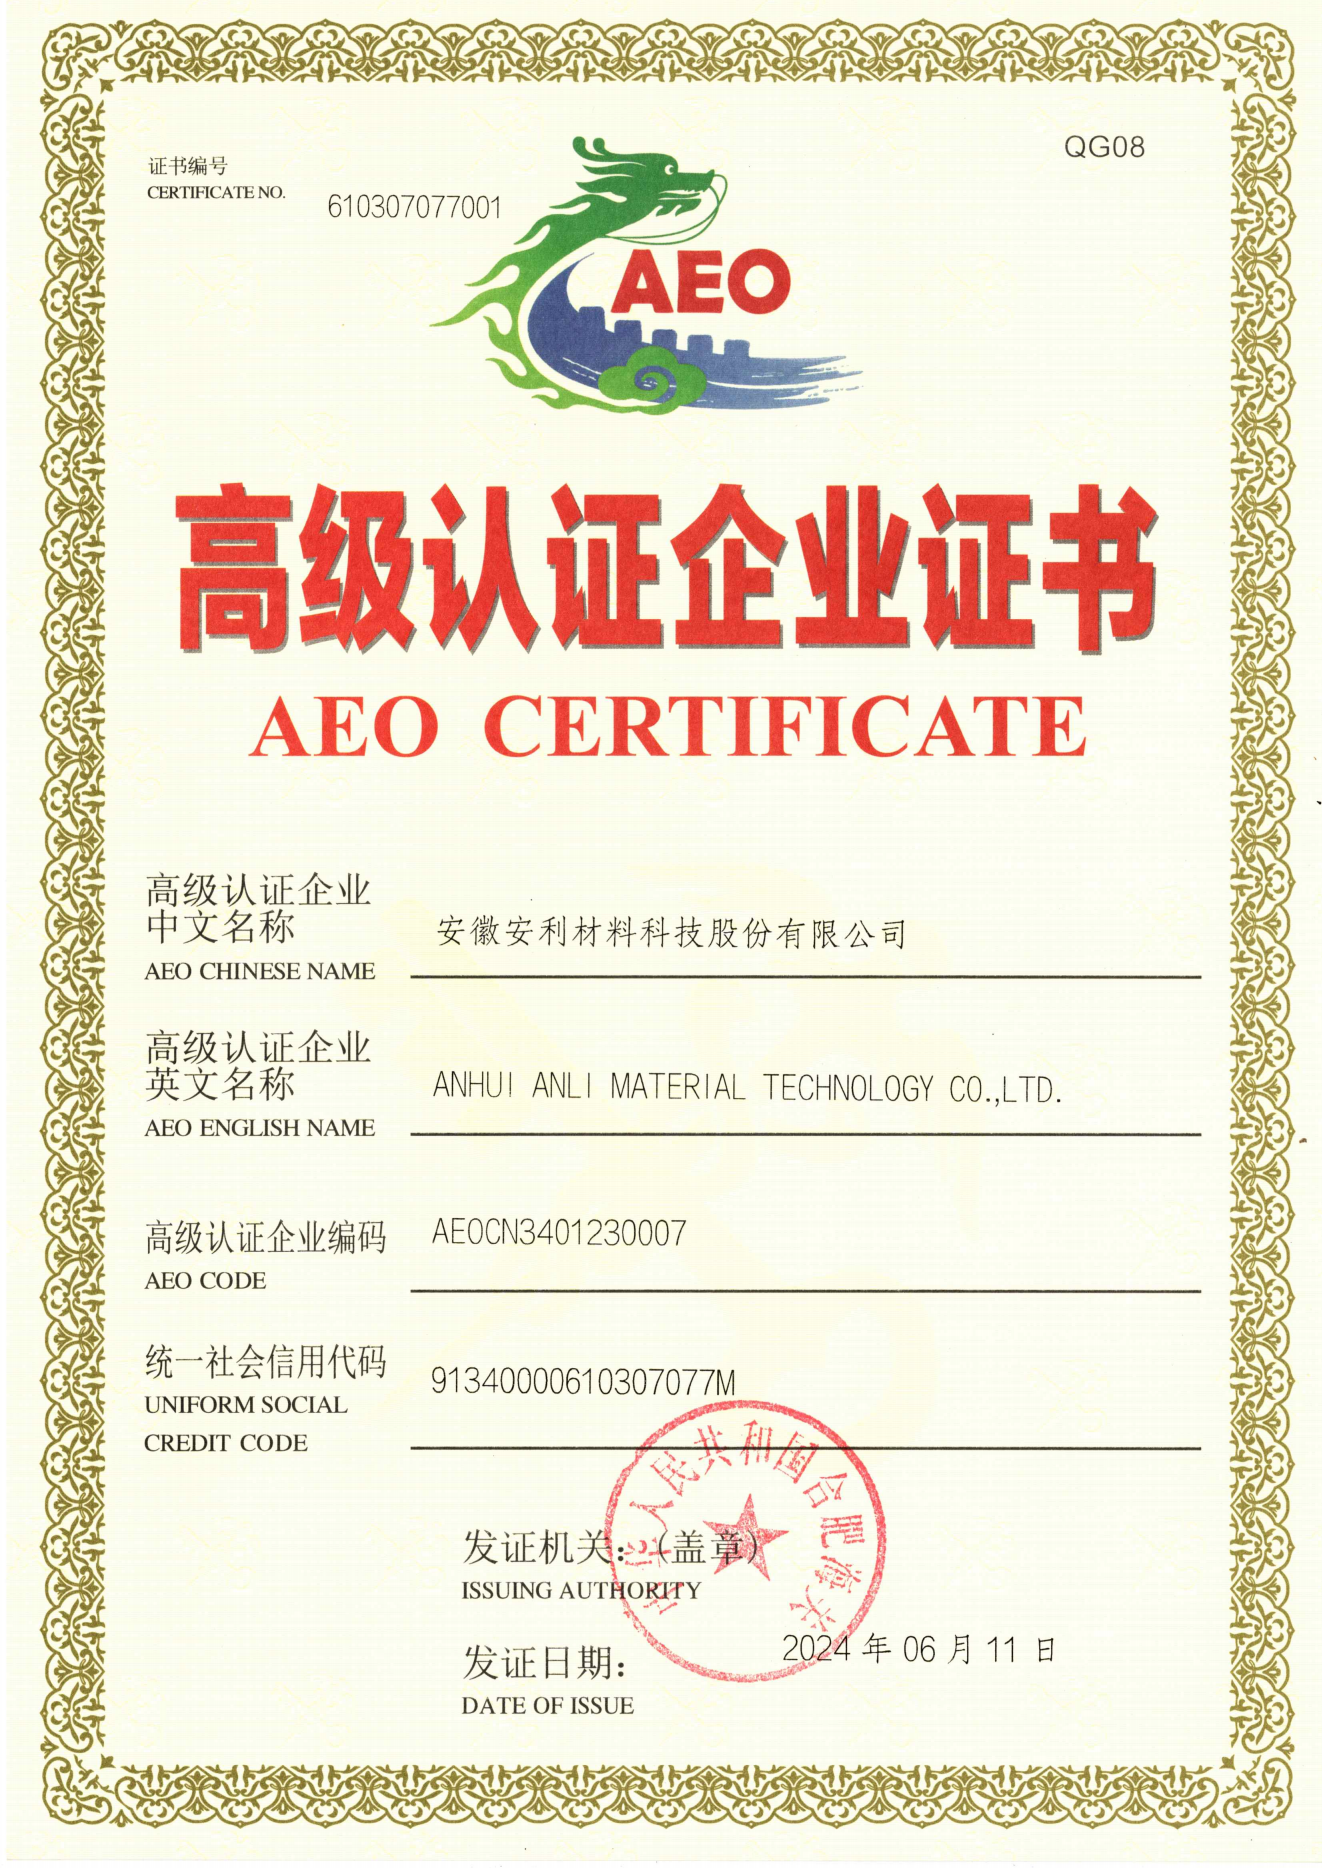 QG08
证书编号
CERTIFICATE NO.
610307077001
AEO
高级认证企业证书
AEO CERTIFICATE
高级认证企业
中文名称
AEO CHINESE NAME
安徽安利材料科技股份有限公司
高级认证企业
英文名称
AEO ENGLISH NAME
ANHUI ANLI MATERIAL TECHNOLOGY CO.,LTD.
高级认证企业编码
AEO CODE
AEOCN3401230007
统一社会信用代码
UNIFORM SOCIAL
CREDIT CODE
91340000610307077M
中华人民共和国合肥海关
发证机关:（盖章）
ISSUING AUTHORITY
发证日期:
2024 年 06 月 11 日
DATE OF ISSUE